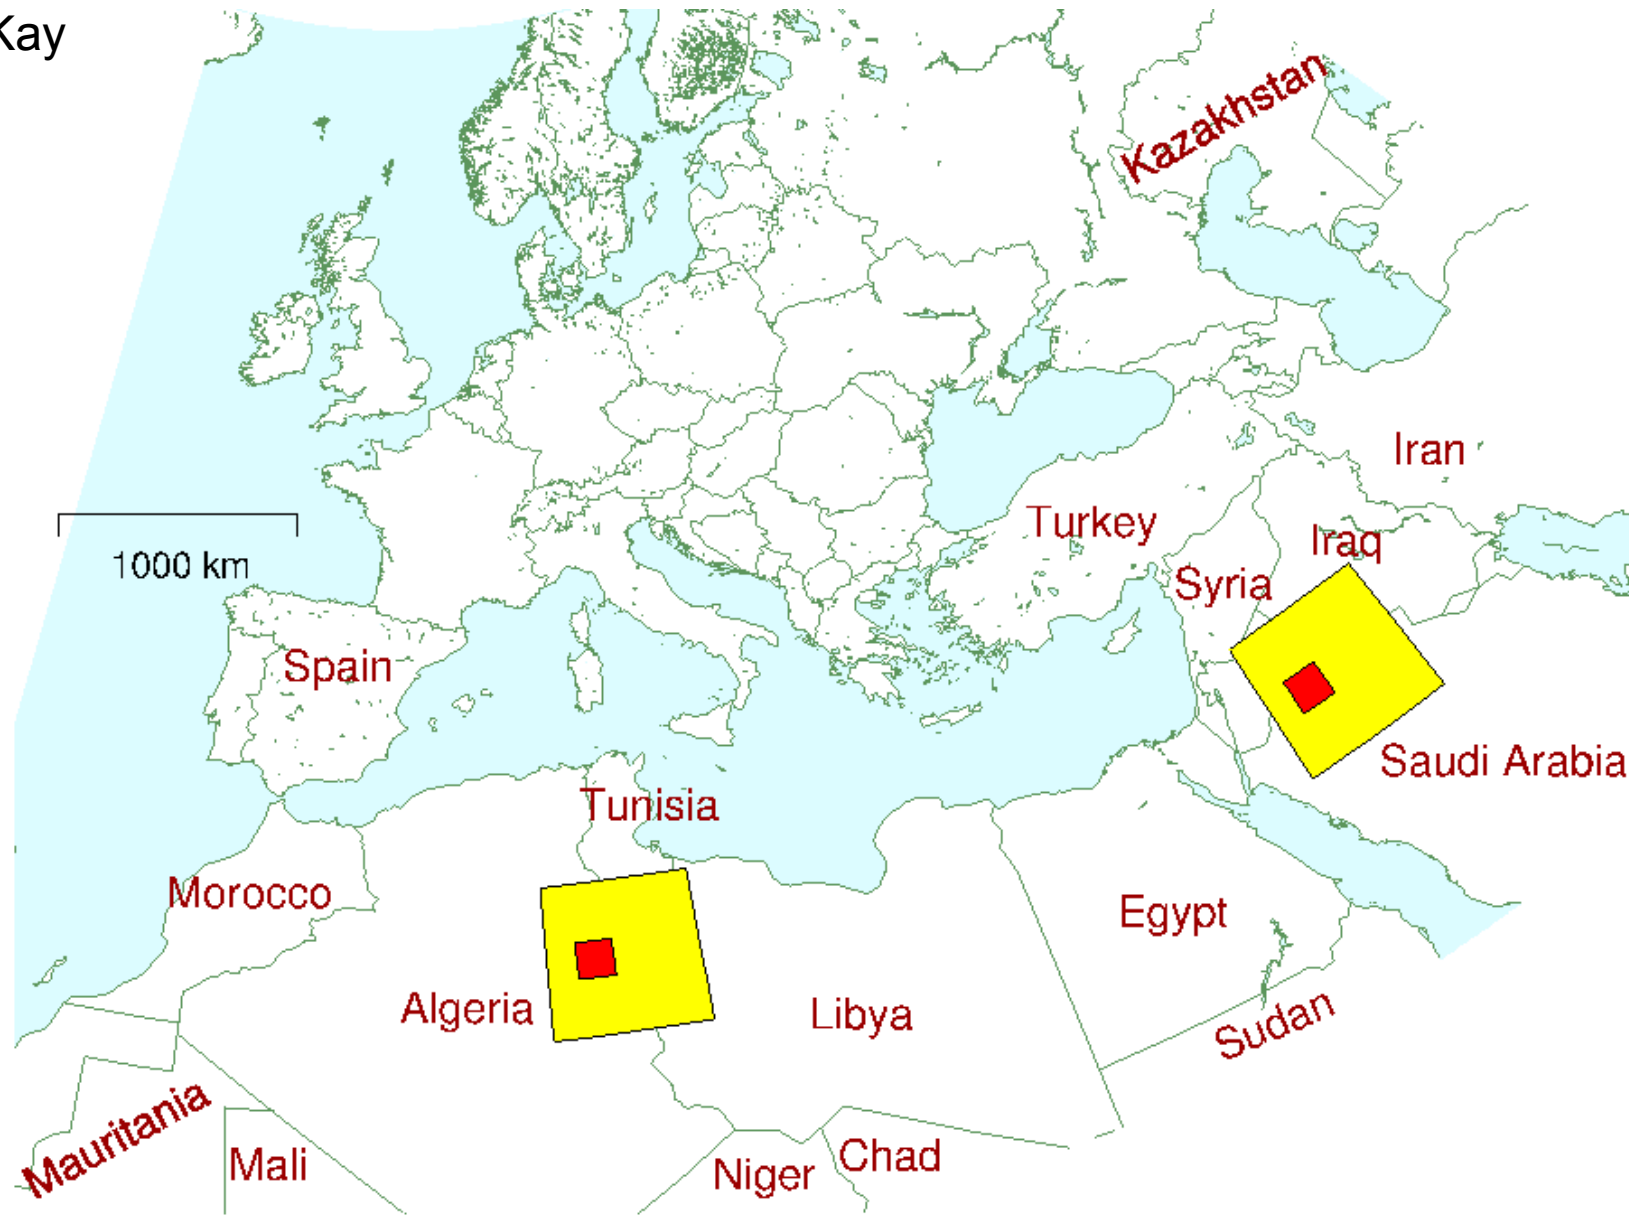 Kay
Kazakhstan
Iran
Turkey
Iraq
1000 km
Syria
Spain
Saudi Arabia
Tunisia
Morocco
Egypt
Algeria
Libya
Sudan
Mauritania
Mali
Chad
Niger